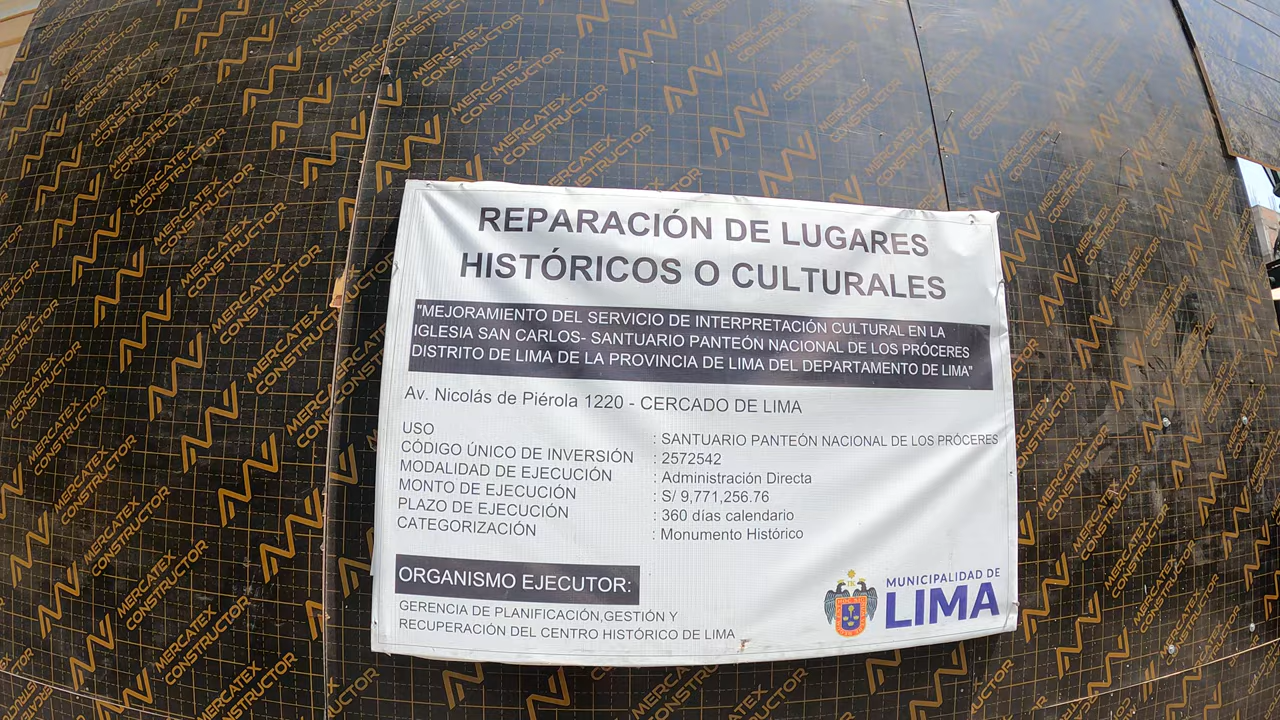 REPARACIÓN DE LUGARES
HISTÓRICOS O CULTURALES
"MEJORAMIENTO DEL SERVICIO DE INTERPRETACIÓN CULTURAL EN LA
IGLESIA SAN CARLOS- SANTUARIO PANTEÓN NACIONAL DE LOS PRÓCERES
DISTRITO DE LIMA DE LA PROVINCIA DE LIMA DEL DEPARTAMENTO DE LIMA"
Av. Nicolás de Piérola 1220 - CERCADO DE LIMA
USO : SANTUARIO PANTEÓN NACIONAL DE LOS PRÓCERES
CÓDIGO ÚNICO DE INVERSIÓN : 2572542
MODALIDAD DE EJECUCIÓN : Administración Directa
MONTO DE EJECUCIÓN : S/ 9,771,256.76
PLAZO DE EJECUCIÓN : 360 días calendario
CATEGORIZACIÓN : Monumento Histórico
ORGANISMO EJECUTOR:
GERENCIA DE PLANIFICACIÓN,GESTIÓN Y
RECUPERACIÓN DEL CENTRO HISTÓRICO DE LIMA
MUNICIPALIDAD DE
LIMA
MERCATEX
CONSTRUCTOR